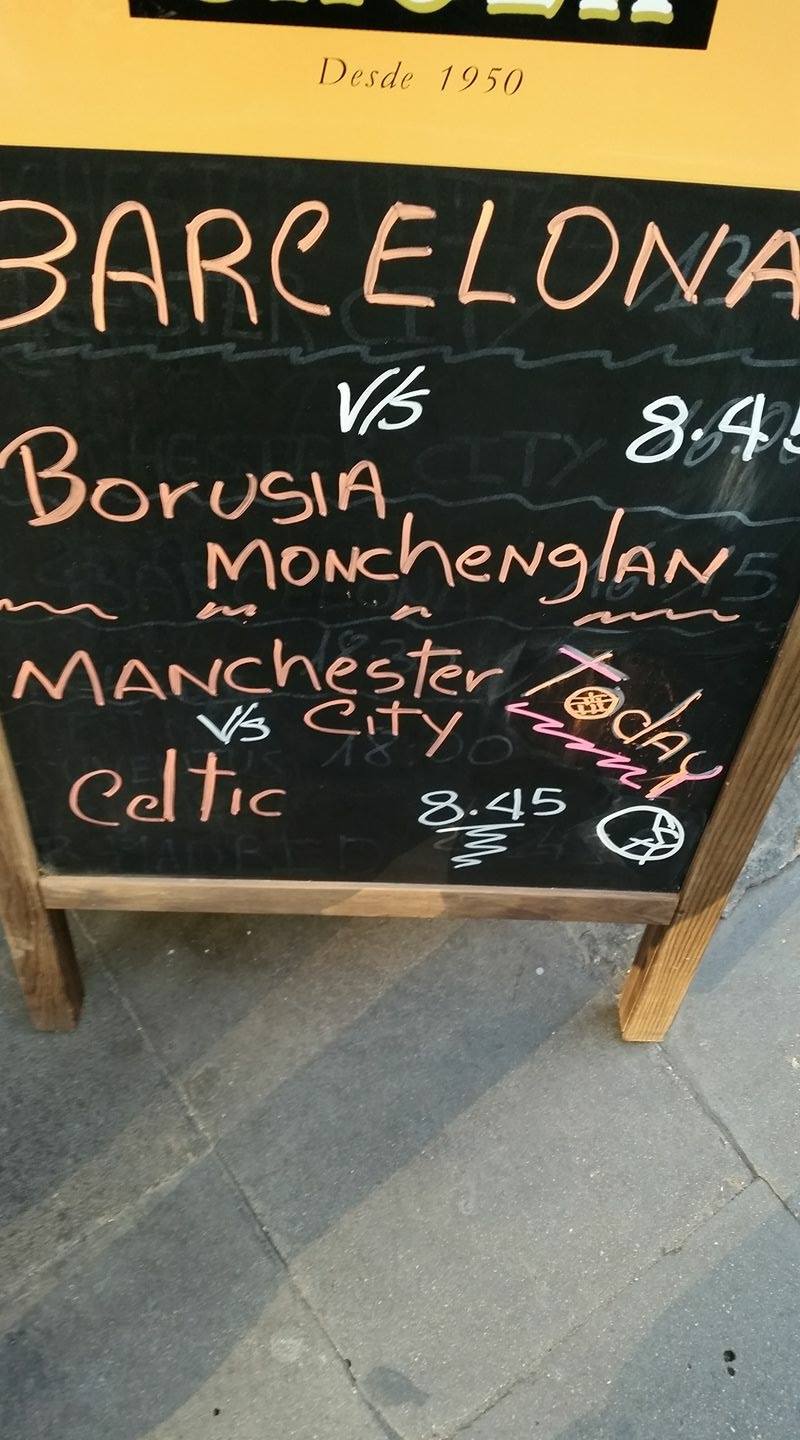 Desde 1950
BARCELONA
V/S 8.45
BorusiA
MONchenglAN
MANchester
Today
V/s City
Celtic
8.45